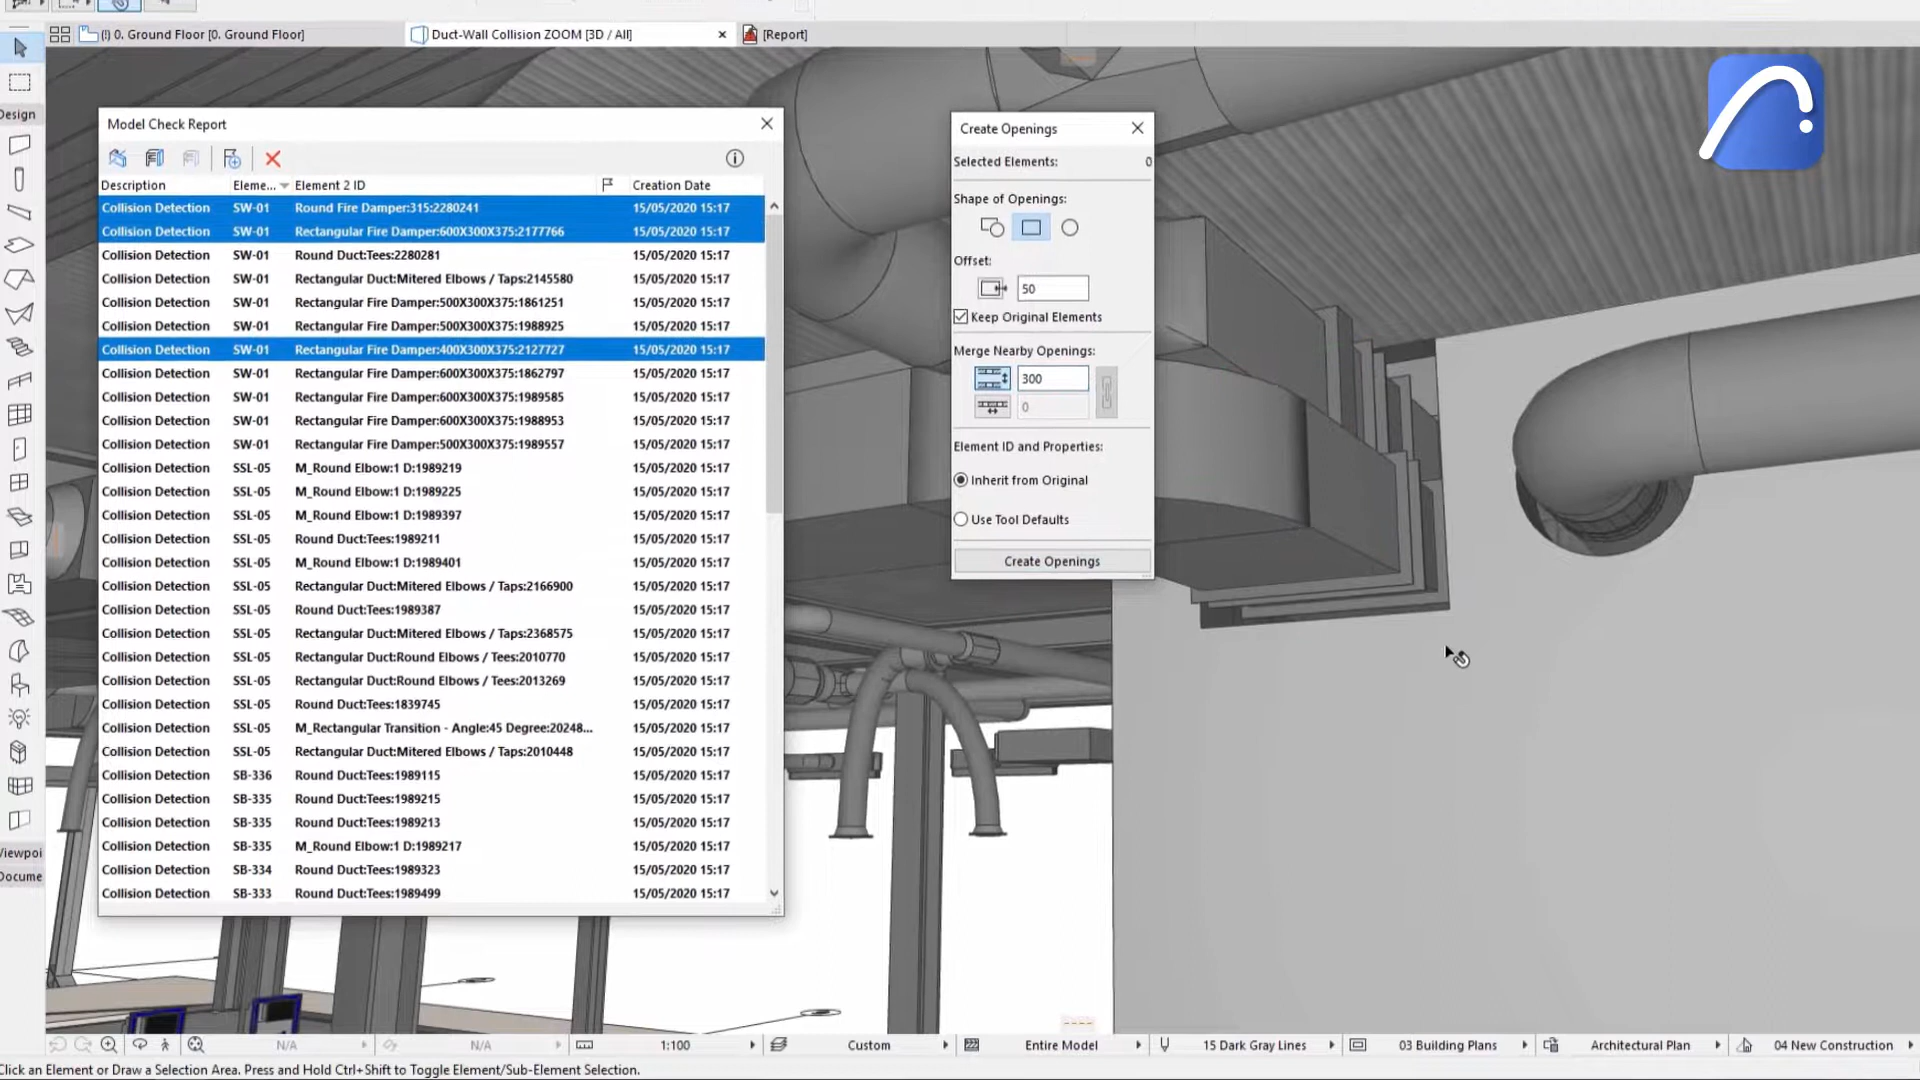 (!) 0. Ground Floor [0. Ground Floor]
Duct-Wall Collision ZOOM [3D / All]
[Report]
Design
Model Check Report
Description Eleme... Element 2 ID Creation Date
Collision Detection SW-01 Round Fire Damper:315:2280241 15/05/2020 15:17
Collision Detection SW-01 Rectangular Fire Damper:600X300X375:2177766 15/05/2020 15:17
Collision Detection SW-01 Round Duct:Tees:2280281 15/05/2020 15:17
Collision Detection SW-01 Rectangular Duct:Mitered Elbows / Taps:2145580 15/05/2020 15:17
Collision Detection SW-01 Rectangular Fire Damper:500X300X375:1861251 15/05/2020 15:17
Collision Detection SW-01 Rectangular Fire Damper:500X300X375:1988925 15/05/2020 15:17
Collision Detection SW-01 Rectangular Fire Damper:400X300X375:2127727 15/05/2020 15:17
Collision Detection SW-01 Rectangular Fire Damper:600X300X375:1862797 15/05/2020 15:17
Collision Detection SW-01 Rectangular Fire Damper:600X300X375:1989585 15/05/2020 15:17
Collision Detection SW-01 Rectangular Fire Damper:600X300X375:1988953 15/05/2020 15:17
Collision Detection SW-01 Rectangular Fire Damper:500X300X375:1989557 15/05/2020 15:17
Collision Detection SSL-05 M_Round Elbow:1 D:1989219 15/05/2020 15:17
Collision Detection SSL-05 M_Round Elbow:1 D:1989225 15/05/2020 15:17
Collision Detection SSL-05 M_Round Elbow:1 D:1989397 15/05/2020 15:17
Collision Detection SSL-05 Round Duct:Tees:1989211 15/05/2020 15:17
Collision Detection SSL-05 M_Round Elbow:1 D:1989401 15/05/2020 15:17
Collision Detection SSL-05 Rectangular Duct:Mitered Elbows / Taps:2166900 15/05/2020 15:17
Collision Detection SSL-05 Round Duct:Tees:1989387 15/05/2020 15:17
Collision Detection SSL-05 Rectangular Duct:Mitered Elbows / Taps:2368575 15/05/2020 15:17
Collision Detection SSL-05 Rectangular Duct:Round Elbows / Tees:2010770 15/05/2020 15:17
Collision Detection SSL-05 Rectangular Duct:Round Elbows / Tees:2013269 15/05/2020 15:17
Collision Detection SSL-05 Round Duct:Tees:1839745 15/05/2020 15:17
Collision Detection SSL-05 M_Rectangular Transition - Angle:45 Degree:20248... 15/05/2020 15:17
Collision Detection SSL-05 Rectangular Duct:Mitered Elbows / Taps:2010448 15/05/2020 15:17
Collision Detection SB-336 Round Duct:Tees:1989115 15/05/2020 15:17
Collision Detection SB-335 Round Duct:Tees:1989215 15/05/2020 15:17
Collision Detection SB-335 Round Duct:Tees:1989213 15/05/2020 15:17
Collision Detection SB-335 M_Round Elbow:1 D:1989217 15/05/2020 15:17
Collision Detection SB-334 Round Duct:Tees:1989323 15/05/2020 15:17
Collision Detection SB-333 Round Duct:Tees:1989499 15/05/2020 15:17
Create Openings
Selected Elements: 0
Shape of Openings:
Offset:
50
Keep Original Elements
Merge Nearby Openings:
300
0
Element ID and Properties:
Inherit from Original
Use Tool Defaults
Create Openings
Viewpoi
Docume
N/A N/A 1:100 Custom Entire Model 15 Dark Gray Lines 03 Building Plans Architectural Plan 04 New Construction
Click an Element or Draw a Selection Area. Press and Hold Ctrl+Shift to Toggle Element/Sub-Element Selection.